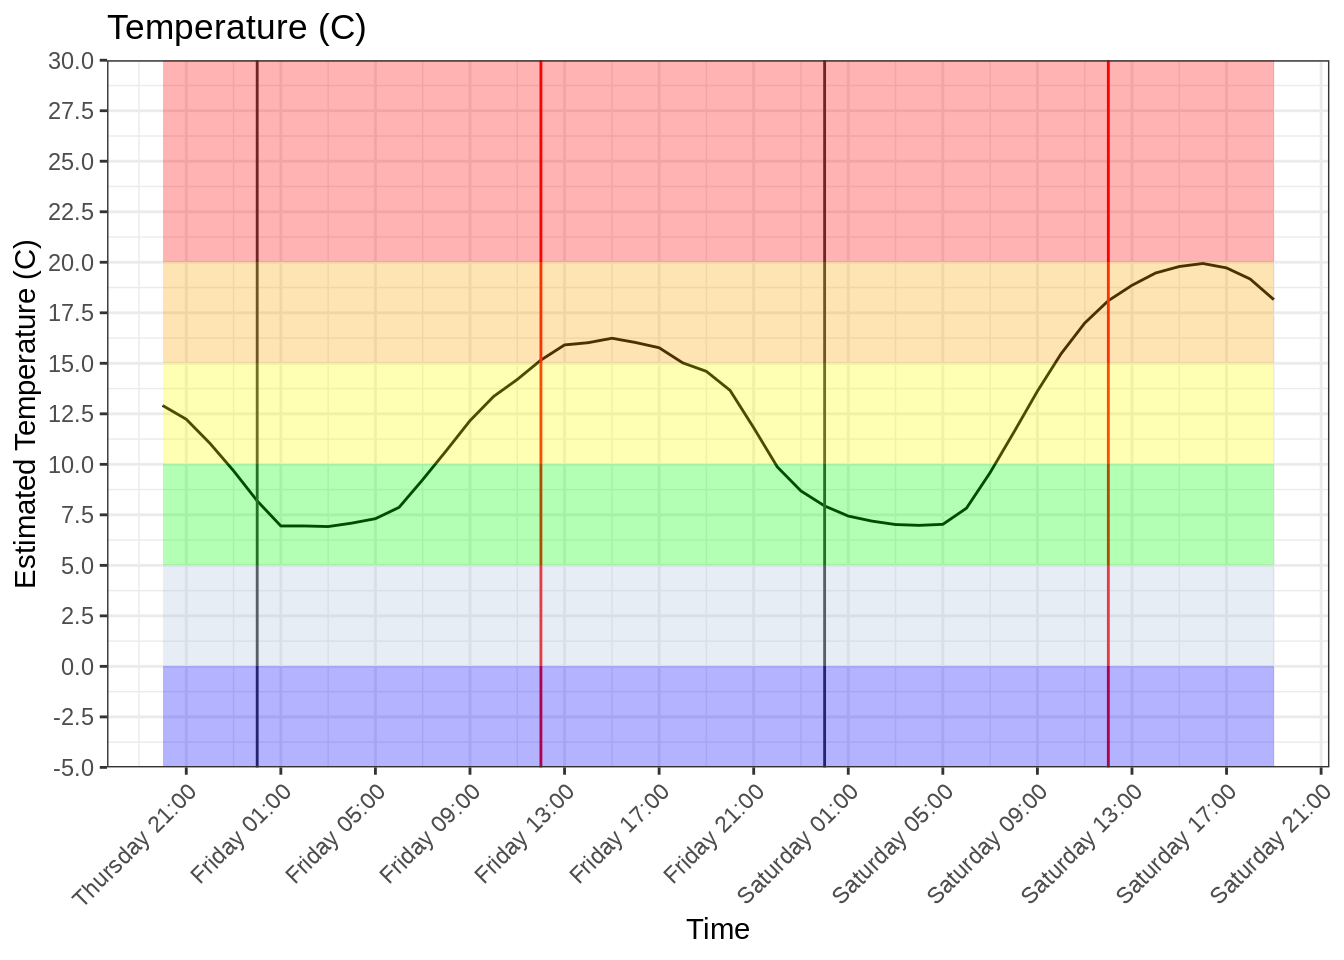 Temperature (C)
30.0
27.5
25.0
22.5
20.0
17.5
15.0
12.5
10.0
7.5
5.0
2.5
0.0
-2.5
-5.0
Estimated Temperature (C)
Thursday 21:00
Friday 01:00
Friday 05:00
Friday 09:00
Friday 13:00
Friday 17:00
Friday 21:00
Saturday 01:00
Saturday 05:00
Saturday 09:00
Saturday 13:00
Saturday 17:00
Saturday 21:00
Time